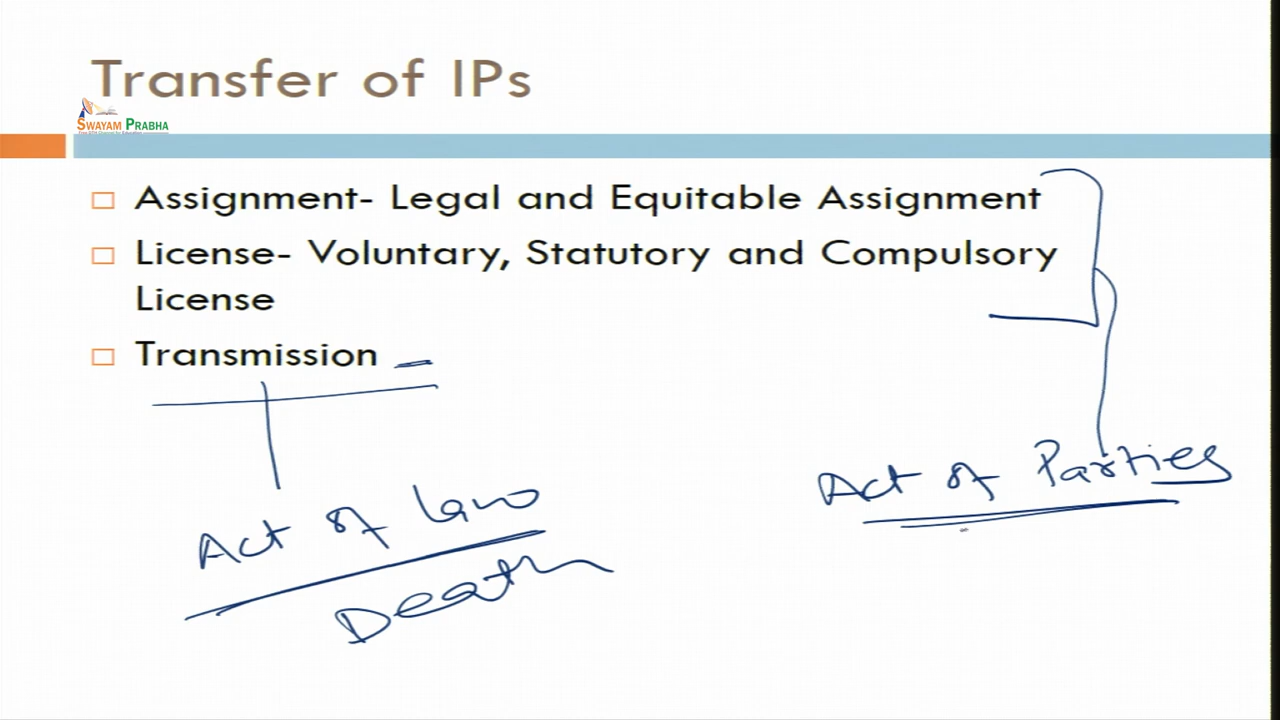 Transfer of IPs
SWAYAM PRABHA
Assignment- Legal and Equitable Assignment
License- Voluntary, Statutory and Compulsory
License
Transmission
Act of Parties
Act of law
Death